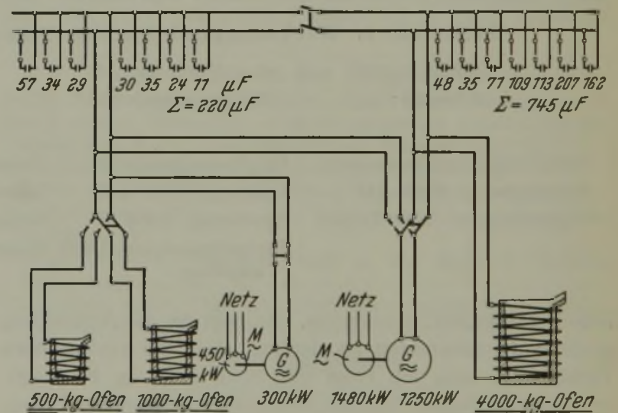 57 34 29 30 35 24 11 μF
Σ = 220 μF
48 35 71 109 113 207 162
Σ = 745 μF
Netz
Netz
M
M
450
kW
G
G
500-kg-Ofen 1000-kg-Ofen 300kW 1480kW 1250kW 4000-kg-Ofen